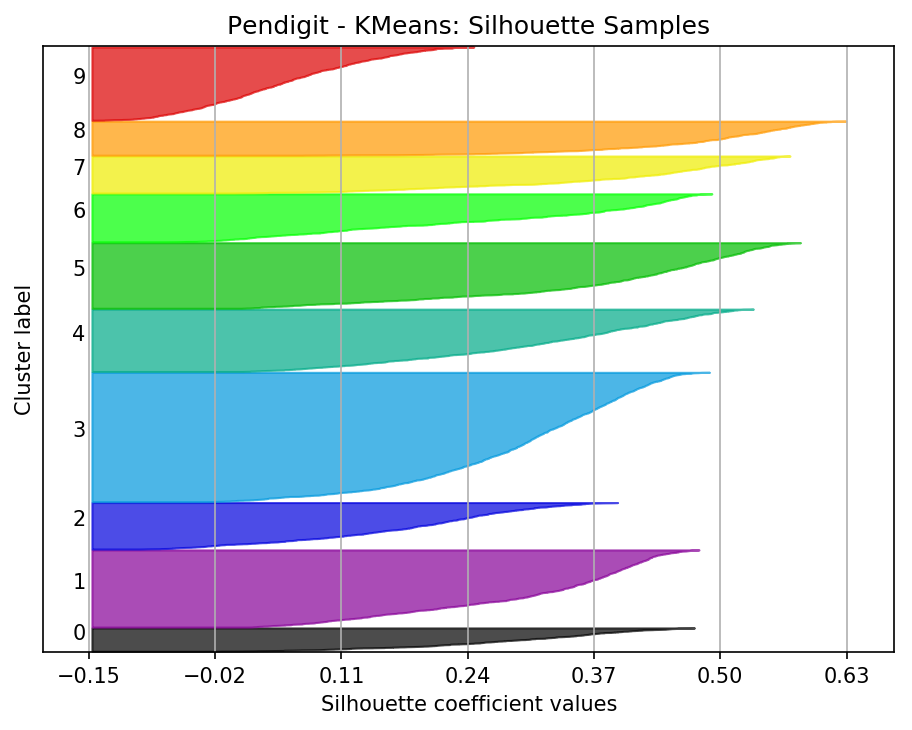 Pendigit - KMeans: Silhouette Samples
9
8
7
6
5
4
3
2
1
0
Cluster label
−0.15 −0.02 0.11 0.24 0.37 0.50 0.63
Silhouette coefficient values